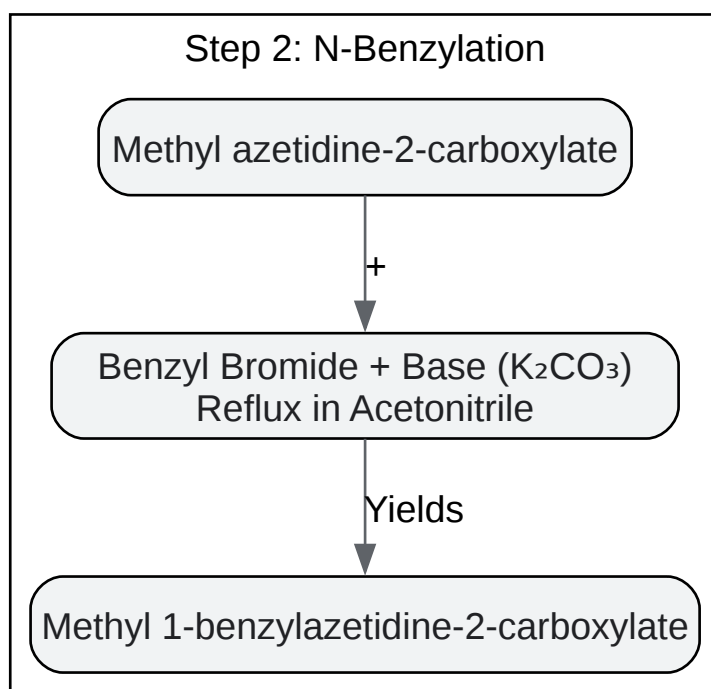 Step 2: N-Benzylation
Methyl azetidine-2-carboxylate
+
Benzyl Bromide + Base (K₂CO₃)
Reflux in Acetonitrile
Yields
Methyl 1-benzylazetidine-2-carboxylate